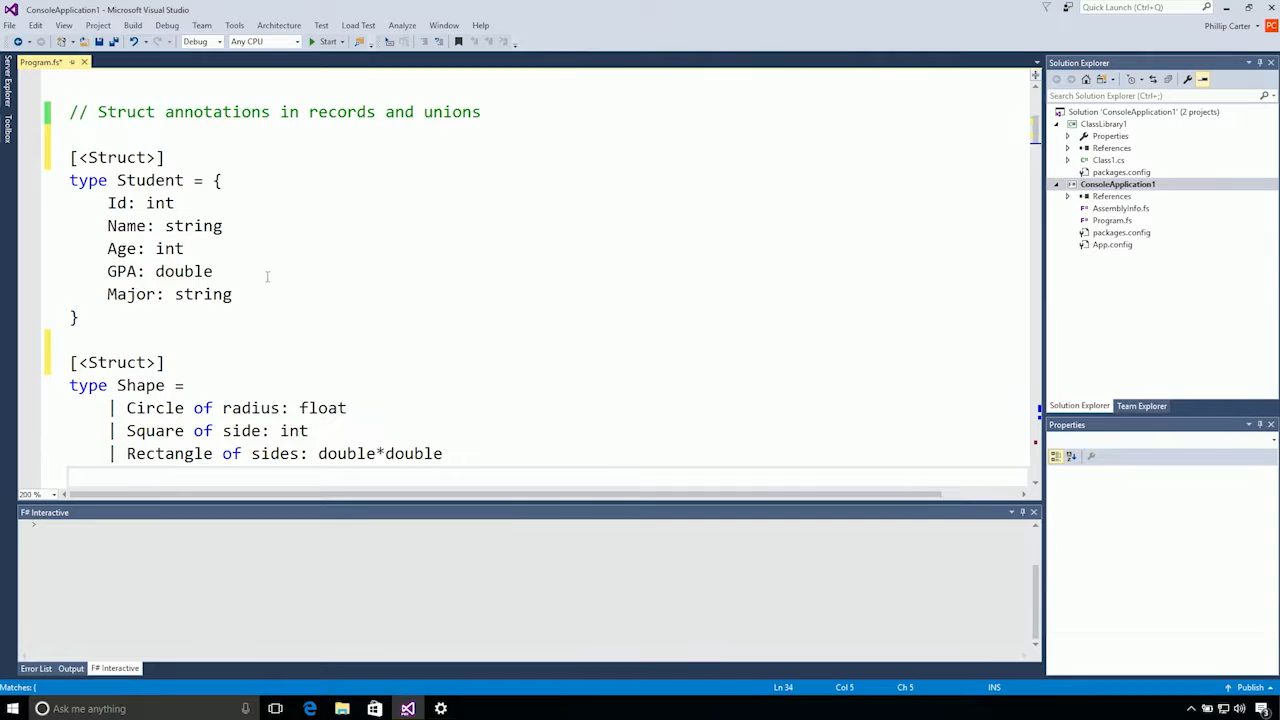 ConsoleApplication1 - Microsoft Visual Studio
Quick Launch (Ctrl+Q)
File Edit View Project Build Debug Team Tools Architecture Test Load Test Analyze Window Help
Phillip Carter
PC
Debug Any CPU Start
Program.fs*
Server Explorer
Toolbox
// Struct annotations in records and unions
[<Struct>]
type Student = {
Id: int
Name: string
Age: int
GPA: double
Major: string
}
[<Struct>]
type Shape =
| Circle of radius: float
| Square of side: int
| Rectangle of sides: double*double
200 %
F# Interactive
>
Error List Output F# Interactive
Solution Explorer
Search Solution Explorer (Ctrl+;)
Solution 'ConsoleApplication1' (2 projects)
ClassLibrary1
Properties
References
Class1.cs
packages.config
ConsoleApplication1
References
AssemblyInfo.fs
Program.fs
packages.config
App.config
Solution Explorer Team Explorer
Properties
Matches: {
Ln 34 Col 5 Ch 5 INS
Publish
Ask me anything